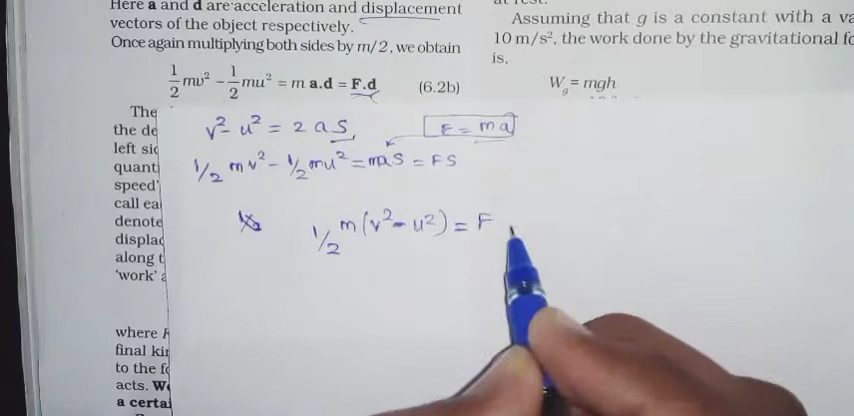 Here a and d are acceleration and displacement
vectors of the object respectively.
Once again multiplying both sides by m/2, we obtain
1/2 mv² - 1/2 mu² = m a.d = F.d (6.2b)
The
the de
left sid
quant
speed'
call ea
denote
displac
along t
'work' a
where F
final kin
to the fo
acts. W
a certai
v² - u² = 2 a s
F = ma
1/2 mv² - 1/2 mu² = mas = FS
1/2 m(v² - u²) = F
Assuming that g is a constant with a va
10 m/s², the work done by the gravitational fo
is,
Wg = mgh